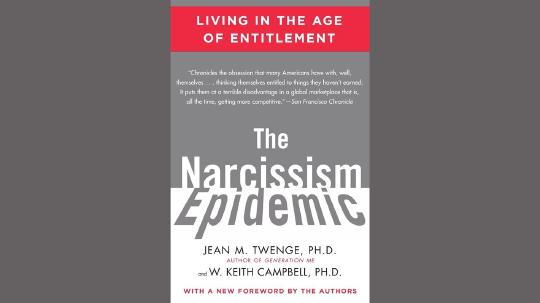 LIVING IN THE AGE
OF ENTITLEMENT
"Chronicles the obsession that many Americans have with, well,
themselves . . . thinking themselves entitled to things they haven't earned.
It puts them at a terrible disadvantage in a global marketplace that is,
all the time, getting more competitive." —San Francisco Chronicle
The
Narcissism
Epidemic
JEAN M. TWENGE, PH.D.
AUTHOR OF GENERATION ME
and W. KEITH CAMPBELL, PH.D.
WITH A NEW FOREWORD BY THE AUTHORS